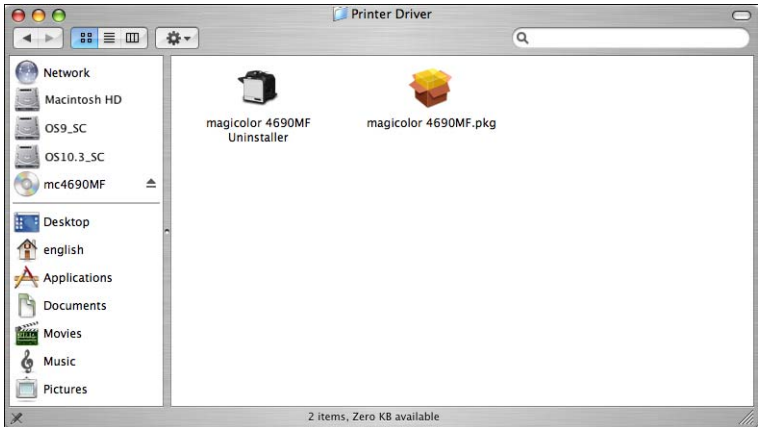 Printer Driver
Network
Macintosh HD
OS9_SC
OS10.3_SC
mc4690MF
Desktop
english
Applications
Documents
Movies
Music
Pictures
magicolor 4690MF
Uninstaller
magicolor 4690MF.pkg
2 items, Zero KB available